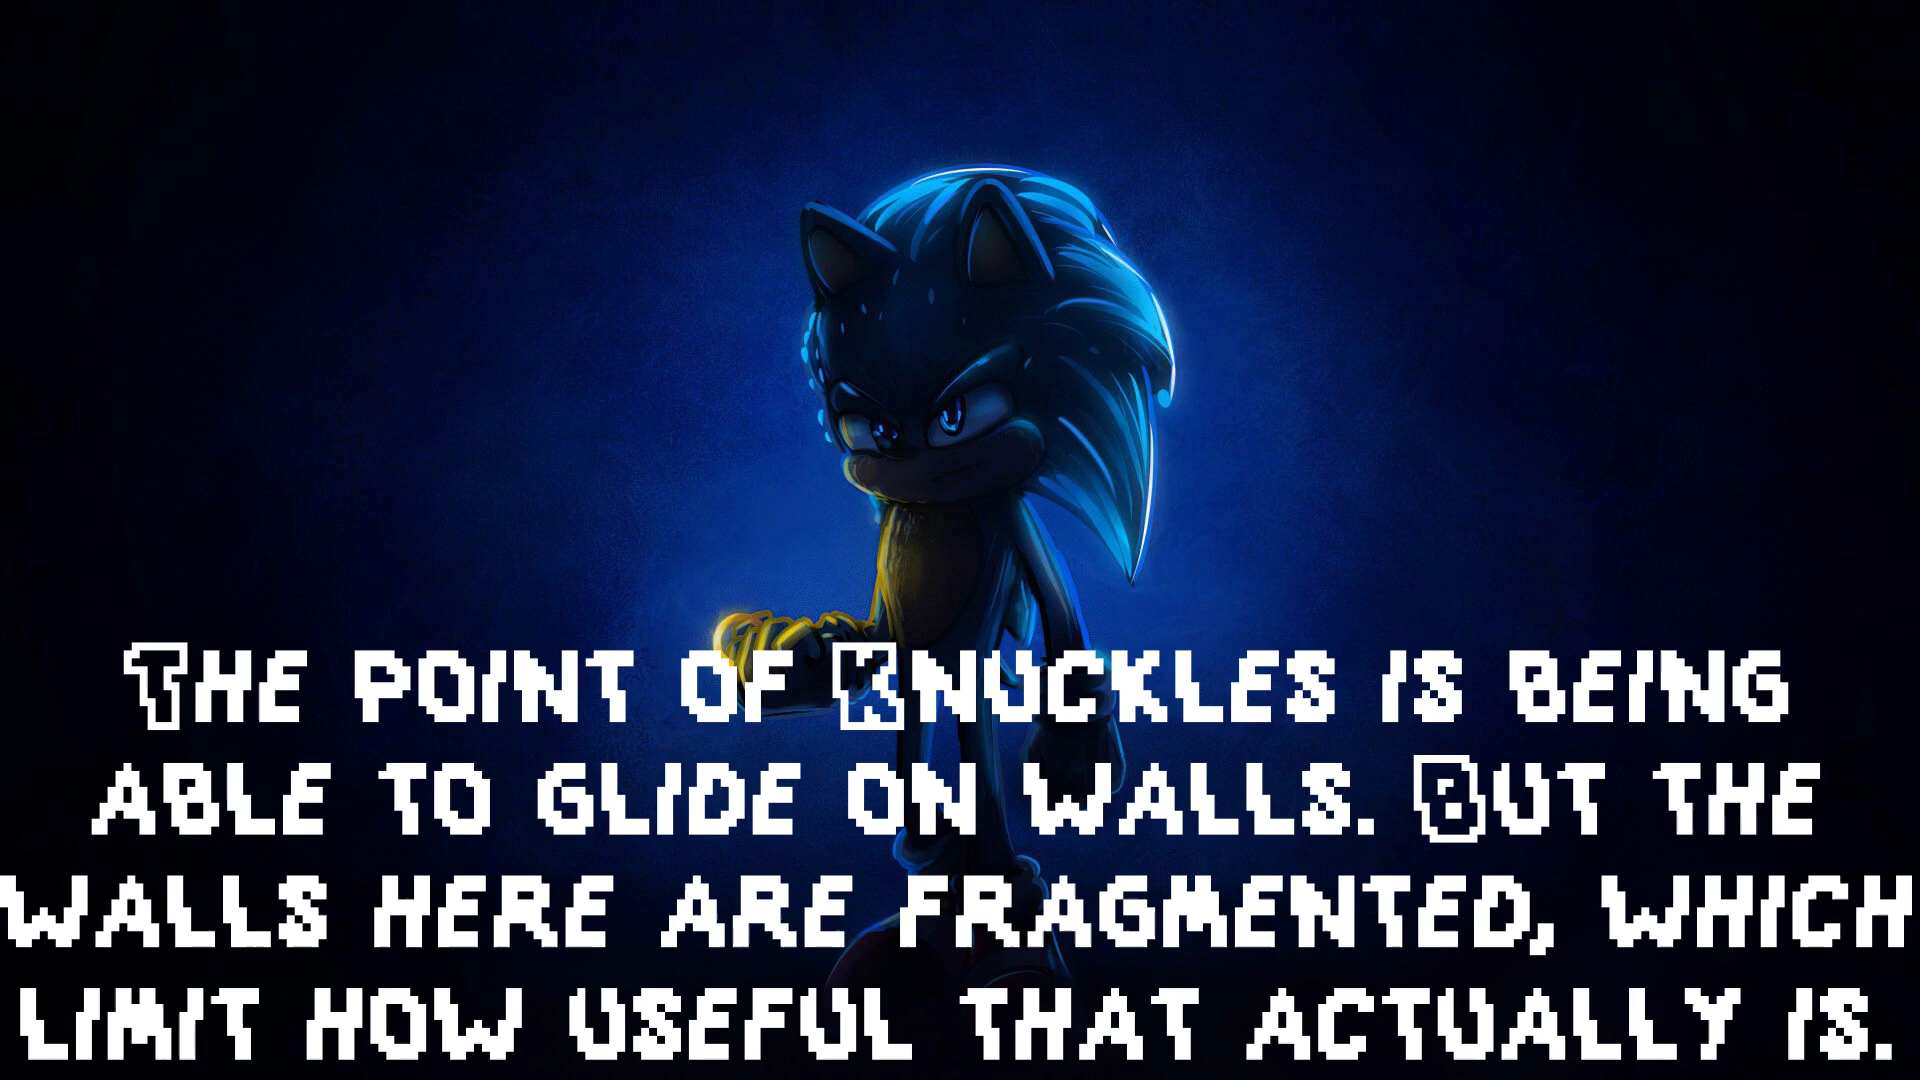 The point of Knuckles is being
able to glide on walls. But the
walls here are fragmented, which
limit how useful that actually is.